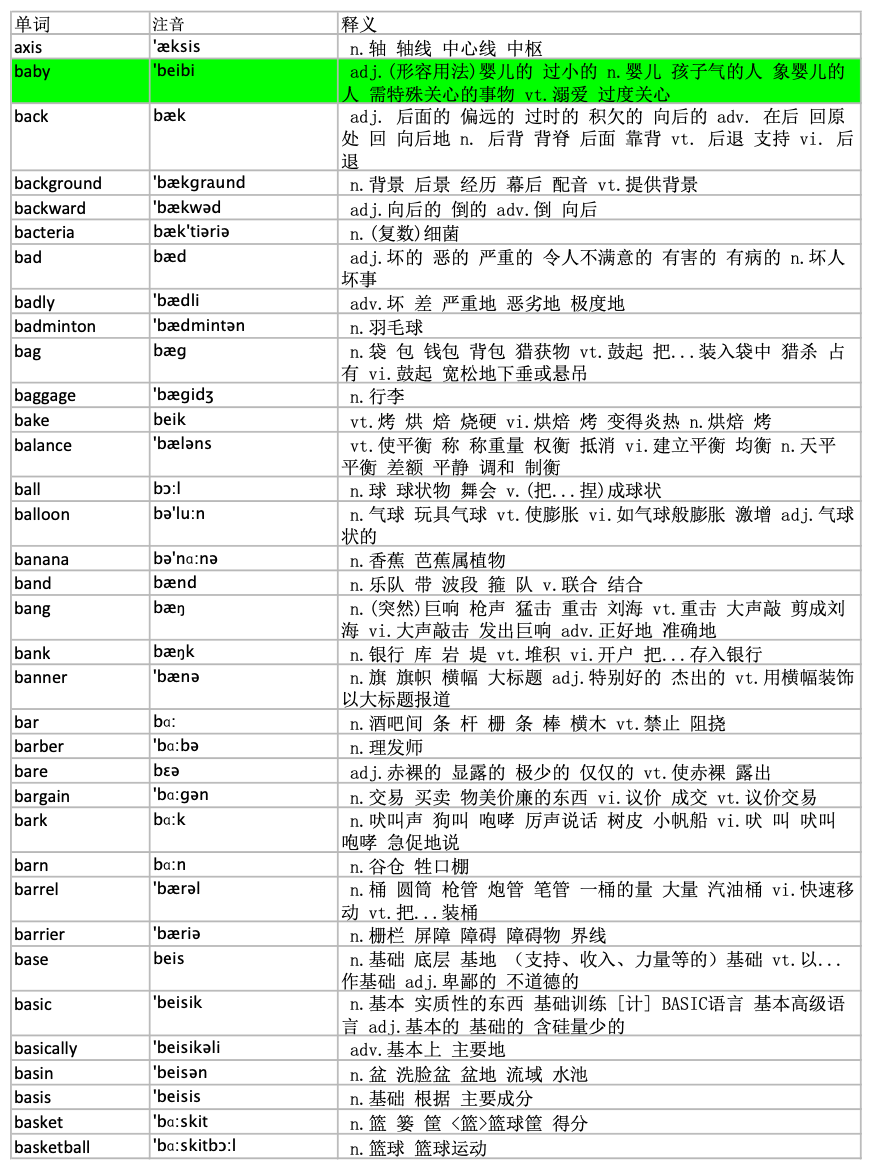 单词 注音 释义
axis 'æksis n.轴 轴线 中心线 中枢
baby 'beibi adj.(形容用法)婴儿的 过小的 n.婴儿 孩子气的人 象婴儿的
人 需特殊关心的事物 vt.溺爱 过度关心
back bæk adj. 后面的 偏远的 过时的 积欠的 向后的 adv. 在后 回原
处 回 向后地 n. 后背 背脊 后面 靠背 vt. 后退 支持 vi. 后
退
background 'bækgraund n.背景 后景 经历 幕后 配音 vt.提供背景
backward 'bækwəd adj.向后的 倒的 adv.倒 向后
bacteria bæk'tiəriə n.(复数)细菌
bad bæd adj.坏的 恶的 严重的 令人不满意的 有害的 有病的 n.坏人
坏事
badly 'bædli adv.坏 差 严重地 恶劣地 极度地
badminton 'bædmintən n.羽毛球
bag bæg n.袋 包 钱包 背包 猎获物 vt.鼓起 把...装入袋中 猎杀 占
有 vi.鼓起 宽松地下垂或悬吊
baggage 'bægidʒ n.行李
bake beik vt.烤 烘 焙 烧硬 vi.烘焙 烤 变得炎热 n.烘焙 烤
balance 'bæləns vt.使平衡 称 称重量 权衡 抵消 vi.建立平衡 均衡 n.天平
平衡 差额 平静 调和 制衡
ball bɔːl n.球 球状物 舞会 v.(把...捏)成球状
balloon bə'luːn n.气球 玩具气球 vt.使膨胀 vi.如气球般膨胀 激增 adj.气球
状的
banana bə'nɑːnə n.香蕉 芭蕉属植物
band bænd n.乐队 带 波段 箍 队 v.联合 结合
bang bæŋ n.(突然)巨响 枪声 猛击 重击 刘海 vt.重击 大声敲 剪成刘
海 vi.大声敲击 发出巨响 adv.正好地 准确地
bank bæŋk n.银行 库 岩 堤 vt.堆积 vi.开户 把...存入银行
banner 'bænə n.旗 旗帜 横幅 大标题 adj.特别好的 杰出的 vt.用横幅装饰
以大标题报道
bar bɑː n.酒吧间 条 杆 栅 条 棒 横木 vt.禁止 阻挠
barber 'bɑːbə n.理发师
bare bɛə adj.赤裸的 显露的 极少的 仅仅的 vt.使赤裸 露出
bargain 'bɑːgən n.交易 买卖 物美价廉的东西 vi.议价 成交 vt.议价交易
bark bɑːk n.吠叫声 狗叫 咆哮 厉声说话 树皮 小帆船 vi.吠 叫 吠叫
咆哮 急促地说
barn bɑːn n.谷仓 牲口棚
barrel 'bærəl n.桶 圆筒 枪管 炮管 笔管 一桶的量 大量 汽油桶 vi.快速移
动 vt.把...装桶
barrier 'bæriə n.栅栏 屏障 障碍 障碍物 界线
base beis n.基础 底层 基地 （支持、收入、力量等的）基础 vt.以...
作基础 adj.卑鄙的 不道德的
basic 'beisik n.基本 实质性的东西 基础训练 [计] BASIC语言 基本高级语
言 adj.基本的 基础的 含硅量少的
basically 'beisikəli adv.基本上 主要地
basin 'beisən n.盆 洗脸盆 盆地 流域 水池
basis 'beisis n.基础 根据 主要成分
basket 'bɑːskit n.篮 篓 筐 <篮>篮球筐 得分
basketball 'bɑːskitbɔːl n.篮球 篮球运动